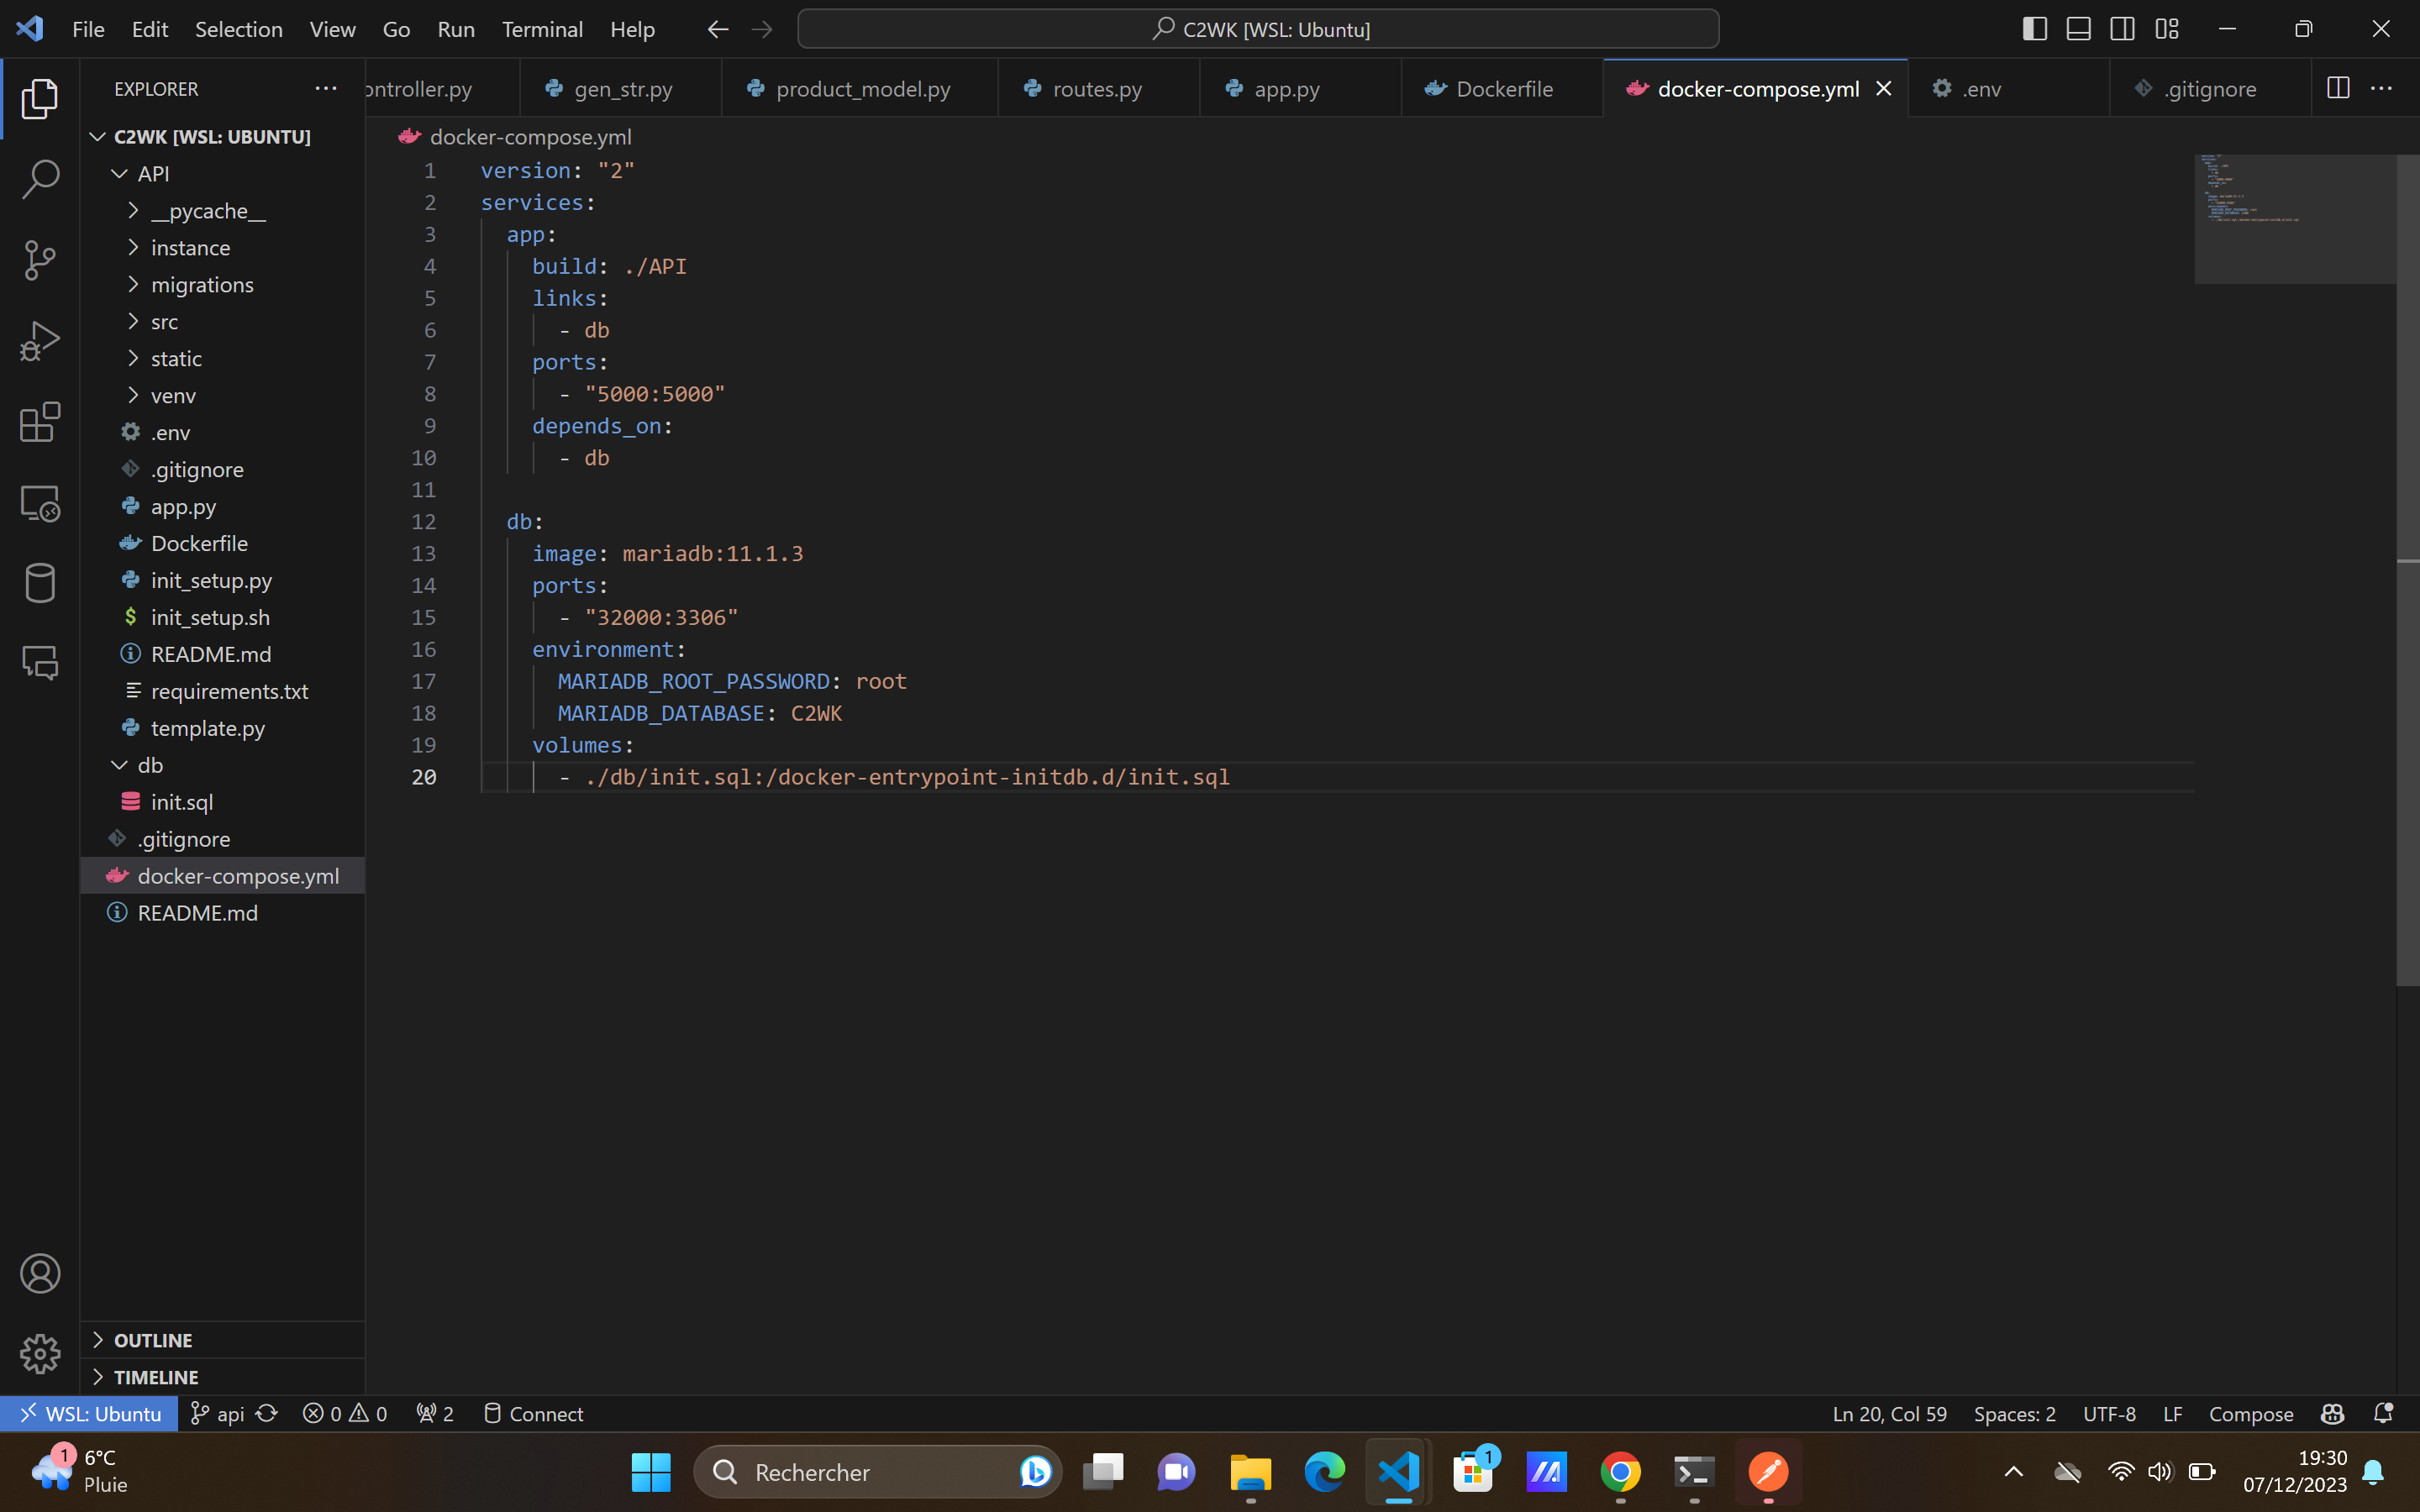 File Edit Selection View Go Run Terminal Help
C2WK [WSL: Ubuntu]
EXPLORER
ontroller.py gen_str.py product_model.py routes.py app.py Dockerfile docker-compose.yml .env .gitignore
C2WK [WSL: UBUNTU]
API
__pycache__
instance
migrations
src
static
venv
.env
.gitignore
app.py
Dockerfile
init_setup.py
init_setup.sh
README.md
requirements.txt
template.py
db
init.sql
.gitignore
docker-compose.yml
README.md
OUTLINE
TIMELINE
docker-compose.yml
1 version: "2"
2 services:
3 app:
4 build: ./API
5 links:
6 - db
7 ports:
8 - "5000:5000"
9 depends_on:
10 - db
11
12 db:
13 image: mariadb:11.1.3
14 ports:
15 - "32000:3306"
16 environment:
17 MARIADB_ROOT_PASSWORD: root
18 MARIADB_DATABASE: C2WK
19 volumes:
20 - ./db/init.sql:/docker-entrypoint-initdb.d/init.sql
WSL: Ubuntu api 0 0 2 Connect
Ln 20, Col 59 Spaces: 2 UTF-8 LF Compose
1 6°C
Pluie
Rechercher
1
19:30
07/12/2023